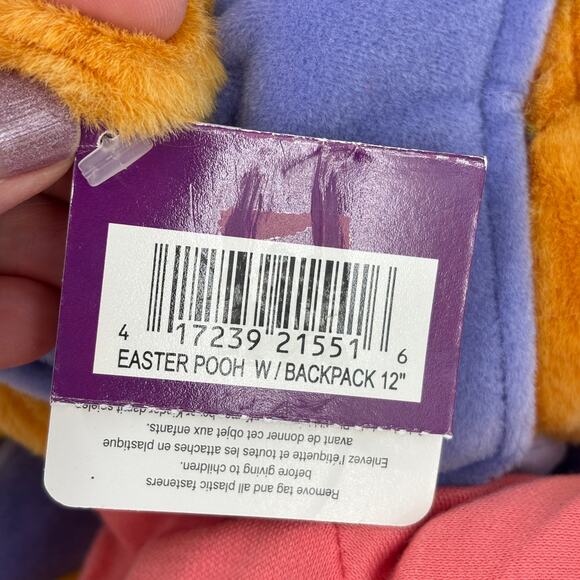 4 17239 21551 6
EASTER POOH W/BACKPACK 12"
Remove tag and all plastic fasteners
before giving to children.
Enlevez l'étiquette et toutes les attaches en plastique
avant de donner cet objet aux enfants.